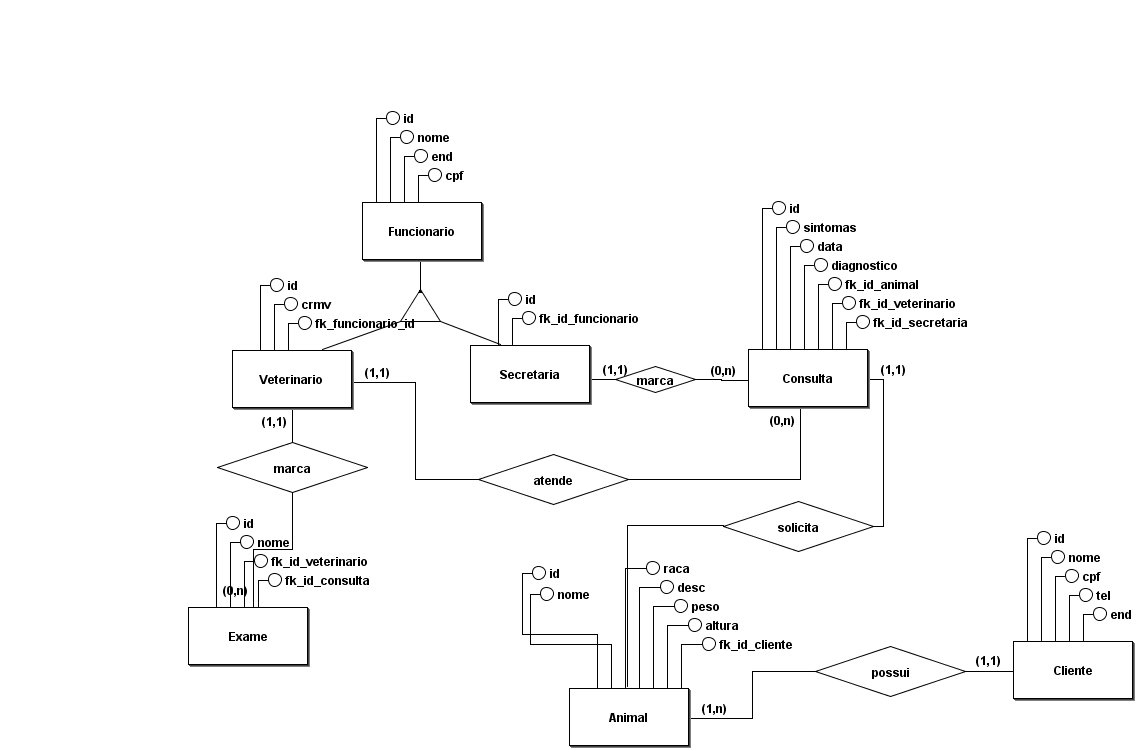 id
nome
end
cpf
Funcionario
id
sintomas
data
diagnostico
fk_id_animal
fk_id_veterinario
fk_id_secretaria
Consulta
id
crmv
fk_funcionario_id
Veterinario
id
fk_id_funcionario
Secretaria
(1,1)
marca
(0,n)
(1,1)
(1,1)
(1,1)
(0,n)
marca
atende
solicita
id
nome
fk_id_veterinario
fk_id_consulta
(0,n)
Exame
id
nome
raca
desc
peso
altura
fk_id_cliente
Animal
(1,n)
possui
(1,1)
id
nome
cpf
tel
end
Cliente